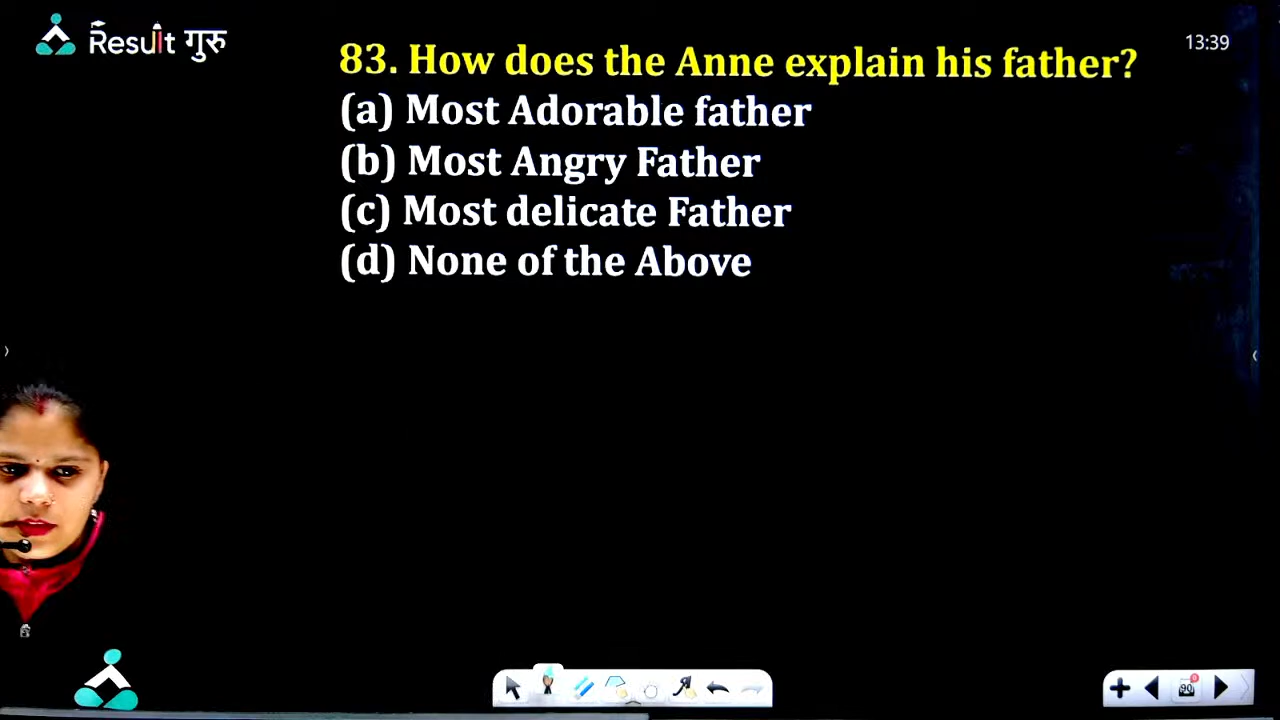 Result गुरु
83. How does the Anne explain his father?
13:39
(a) Most Adorable father
(b) Most Angry Father
(c) Most delicate Father
(d) None of the Above
90